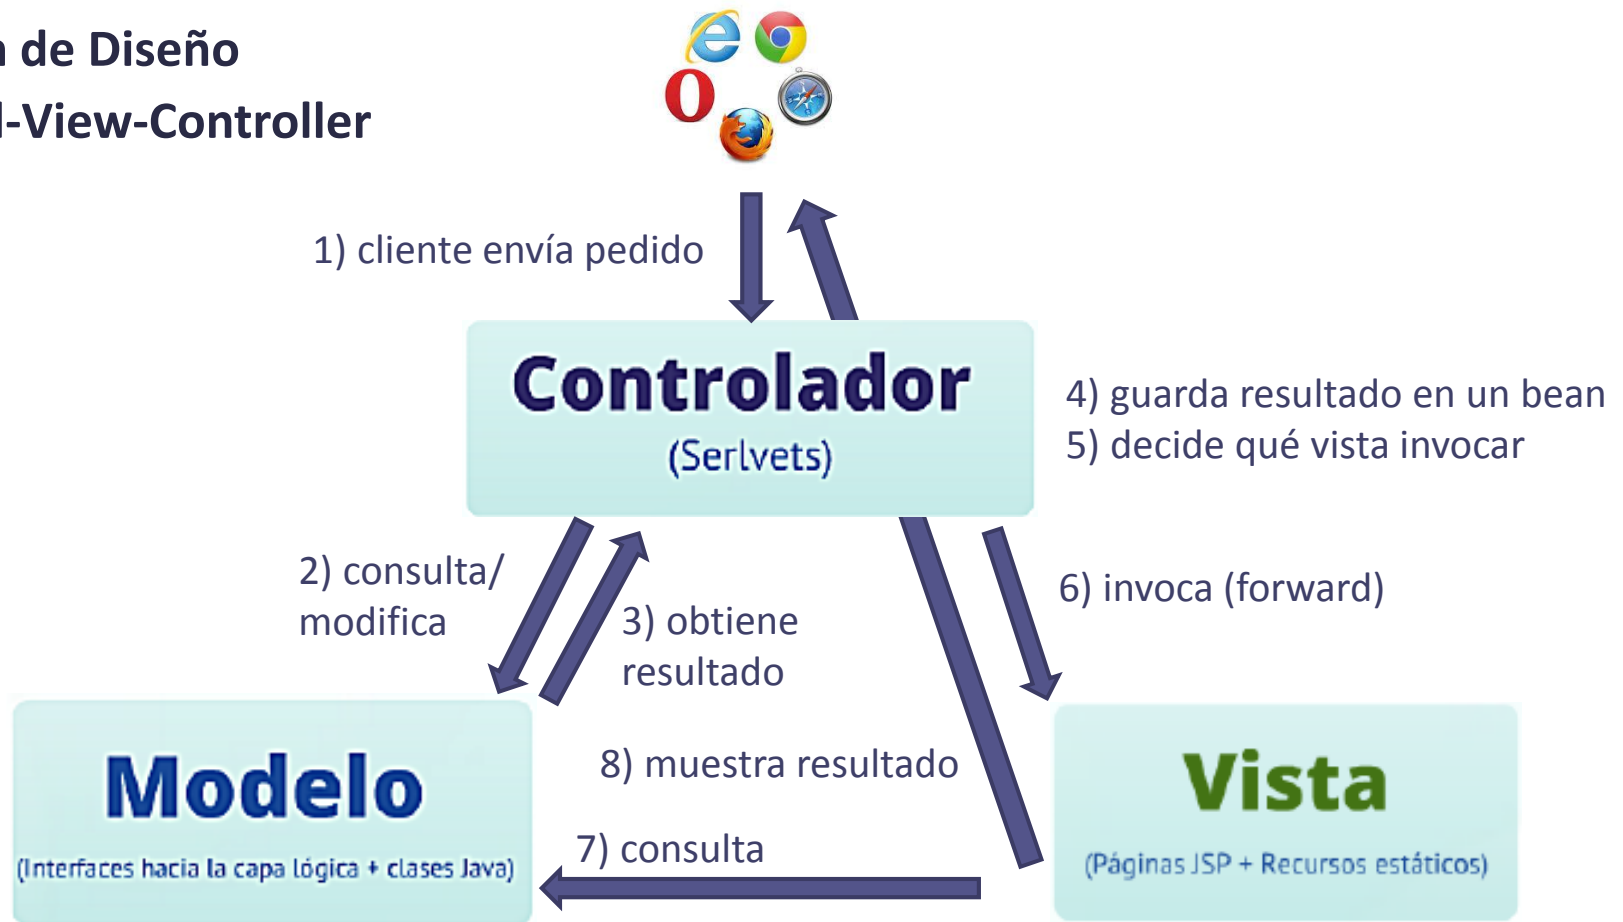 de Diseño
-View-Controller
1) cliente envía pedido
Controlador
(Serlvets)
4) guarda resultado en un bean
5) decide qué vista invocar
2) consulta/
modifica
3) obtiene
resultado
6) invoca (forward)
Modelo
(Interfaces hacia la capa lógica + clases Java)
8) muestra resultado
7) consulta
Vista
(Páginas JSP + Recursos estáticos)